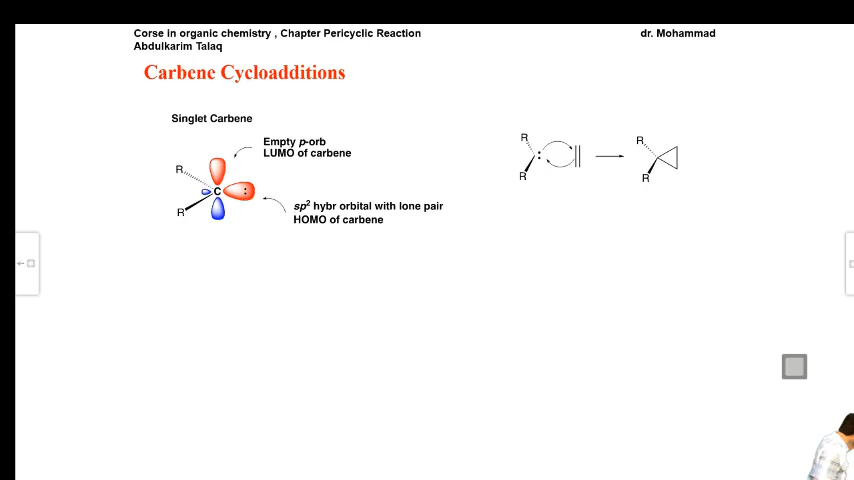 Corse in organic chemistry , Chapter Pericyclic Reaction dr. Mohammad
Abdulkarim Talaq
Carbene Cycloadditions
Singlet Carbene
Empty p-orb
LUMO of carbene
R
C
:
R
sp² hybr orbital with lone pair
HOMO of carbene
R
:
R
R
R